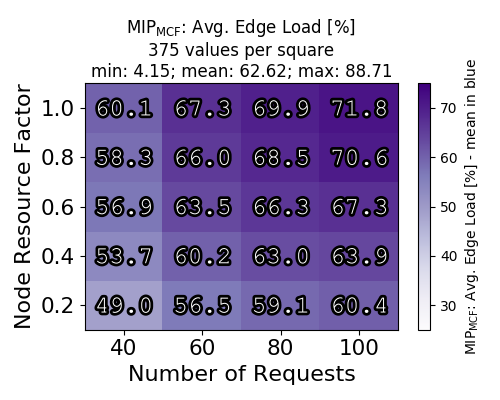 MIP_MCF: Avg. Edge Load [%]
375 values per square
min: 4.15; mean: 62.62; max: 88.71
Node Resource Factor
1.0 60.1 67.3 69.9 71.8
0.8 58.3 66.0 68.5 70.6
0.6 56.9 63.5 66.3 67.3
0.4 53.7 60.2 63.0 63.9
0.2 49.0 56.5 59.1 60.4
40 60 80 100
Number of Requests
70
60
50
40
30
MIP_MCF: Avg. Edge Load [%] - mean in blue